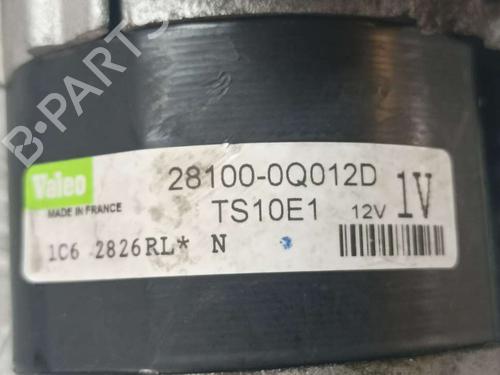 B-PARTS
Valeo
MADE IN FRANCE
28100-0Q012D
TS10E1 12V 1V
1C6 2826RL* N